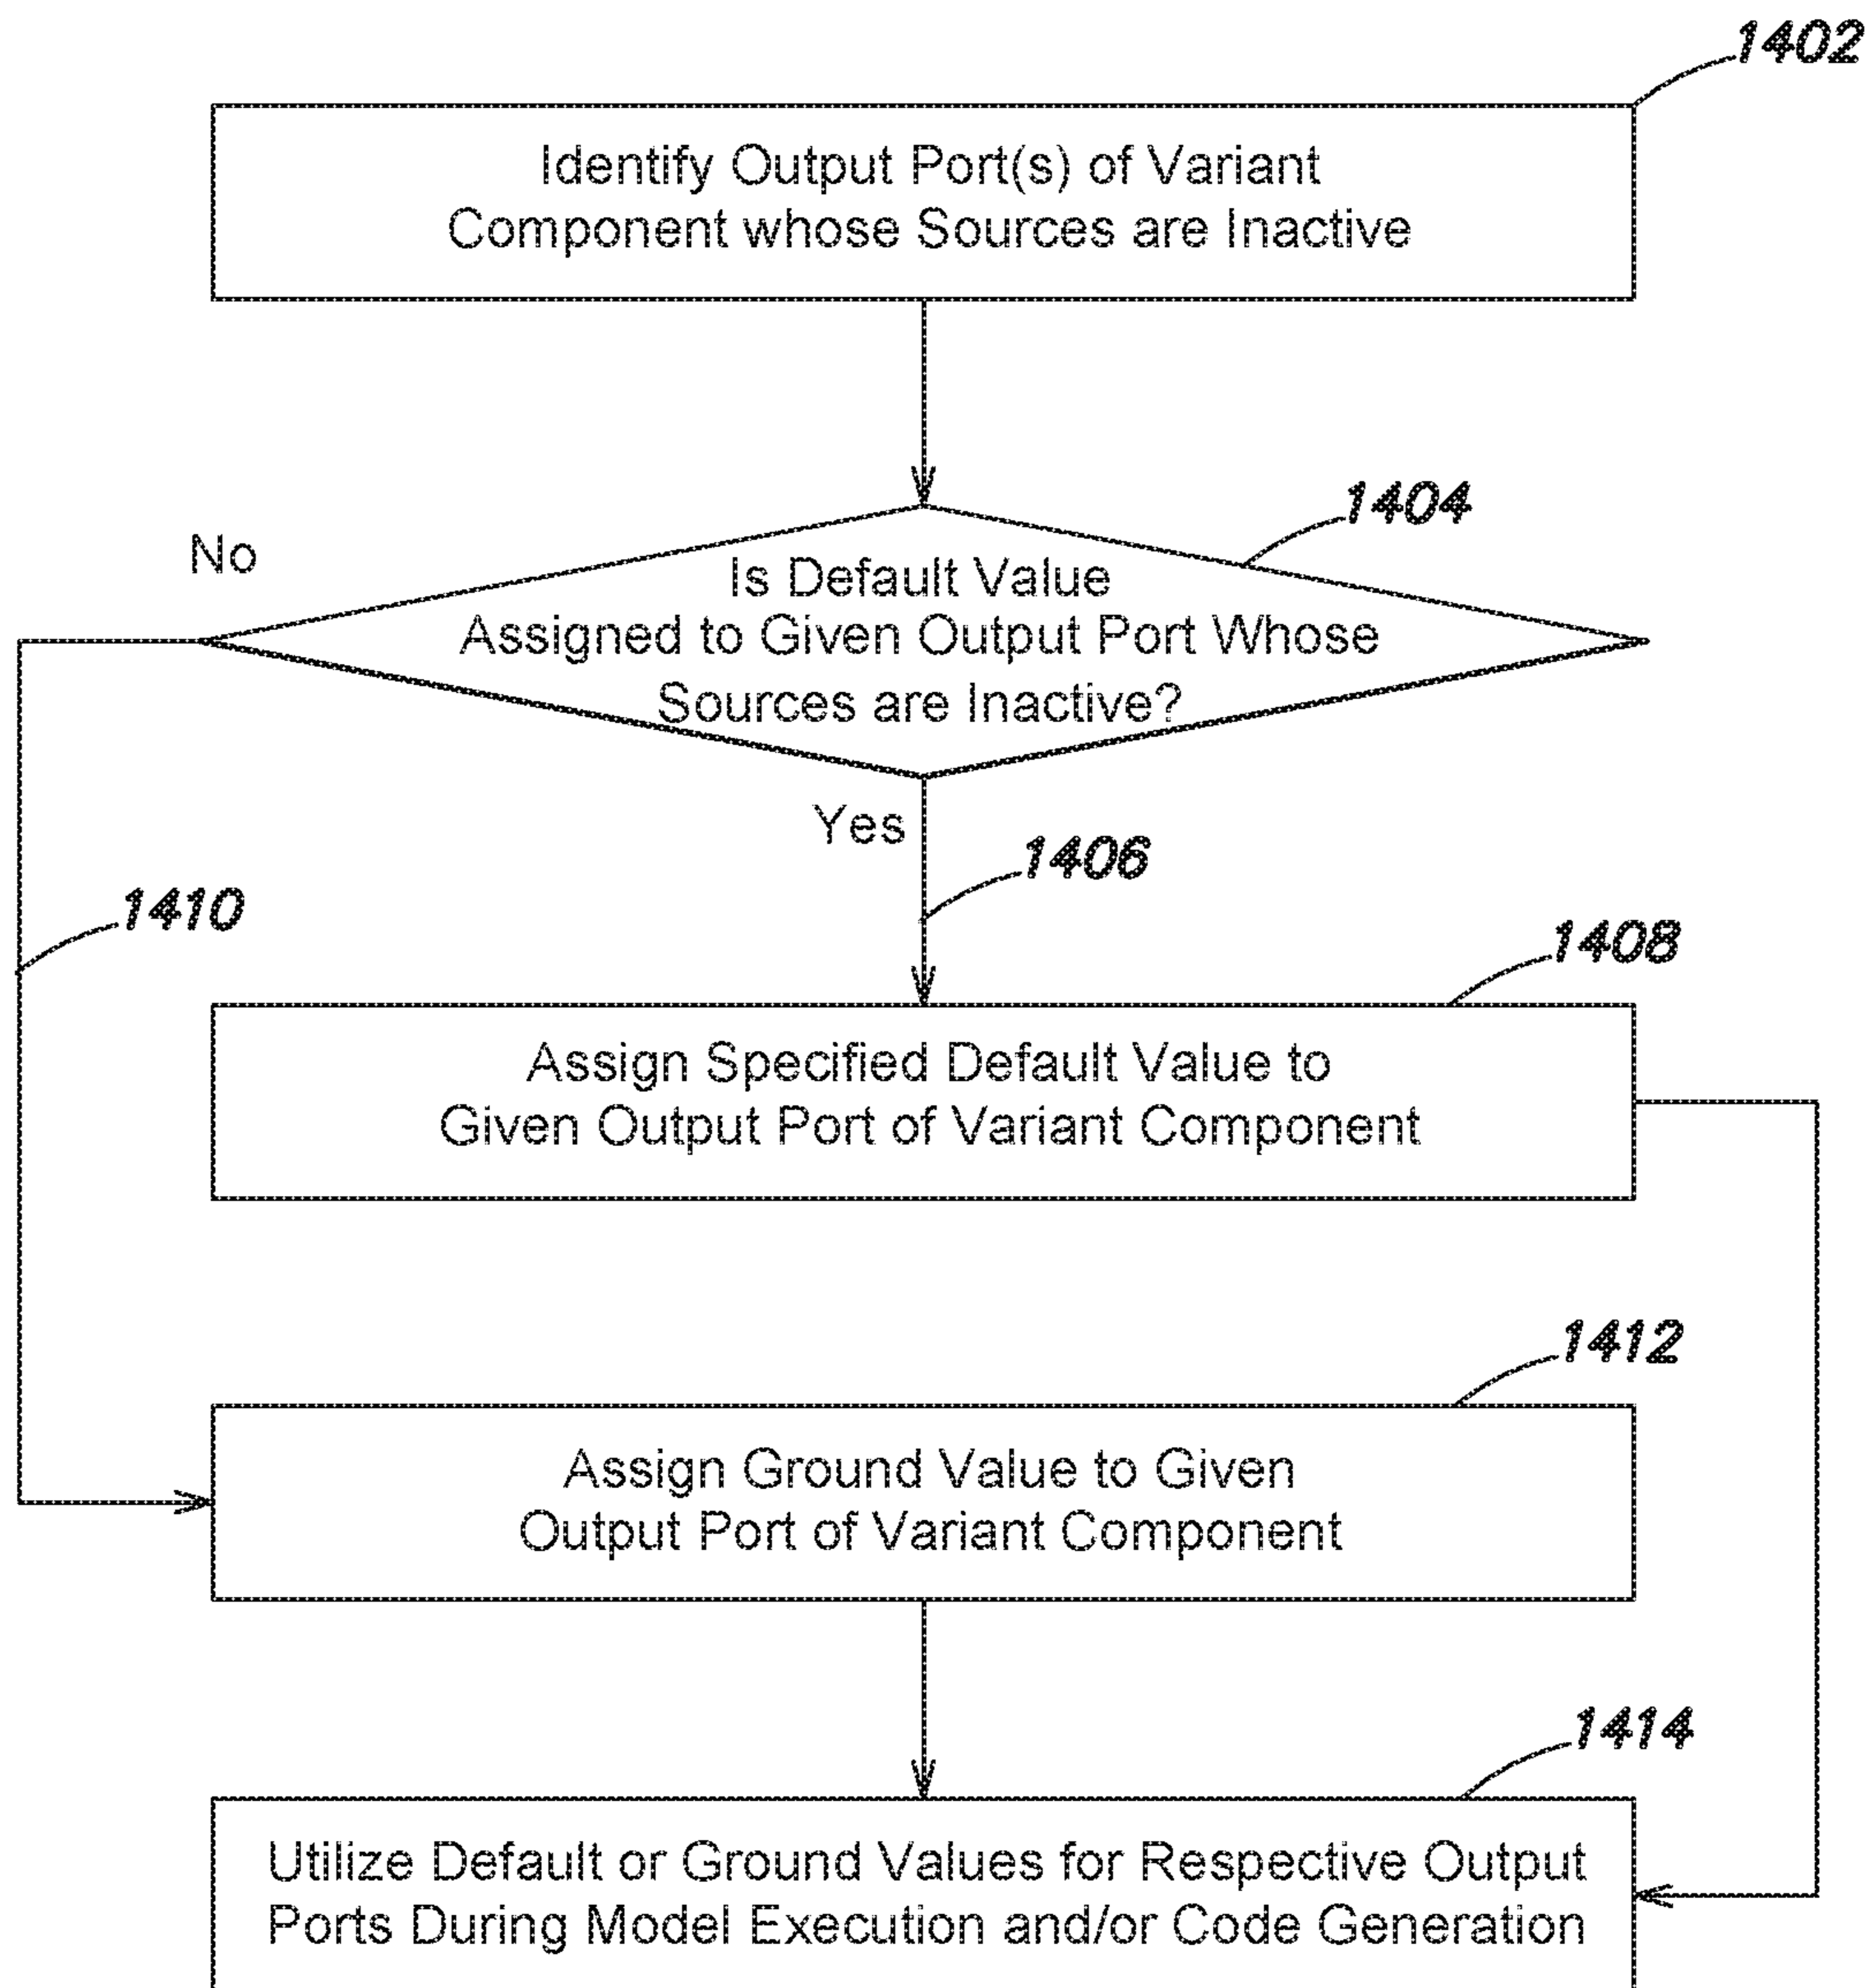 1402
Identify Output Port(s) of Variant
Component whose Sources are Inactive
1404
No
Is Default Value
Assigned to Given Output Port Whose
Sources are Inactive?
Yes
1406
1410
1408
Assign Specified Default Value to
Given Output Port of Variant Component
1412
Assign Ground Value to Given
Output Port of Variant Component
1414
Utilize Default or Ground Values for Respective Output
Ports During Model Execution and/or Code Generation